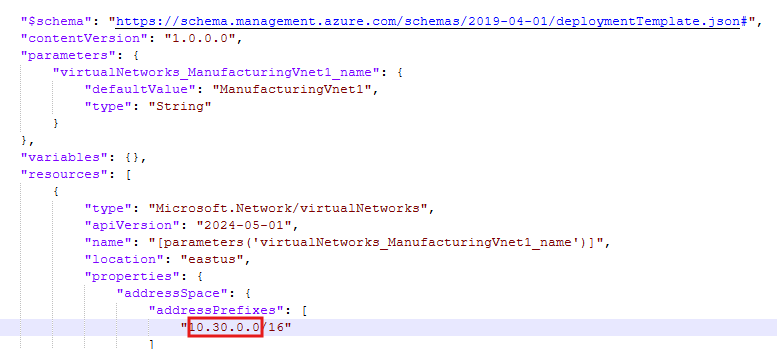 "$schema": "https://schema.management.azure.com/schemas/2019-04-01/deploymentTemplate.json#",
"contentVersion": "1.0.0.0",
"parameters": {
"virtualNetworks_ManufacturingVnet1_name": {
"defaultValue": "ManufacturingVnet1",
"type": "String"
}
},
"variables": {},
"resources": [
{
"type": "Microsoft.Network/virtualNetworks",
"apiVersion": "2024-05-01",
"name": "[parameters('virtualNetworks_ManufacturingVnet1_name')]",
"location": "eastus",
"properties": {
"addressSpace": {
"addressPrefixes": [
"10.30.0.0/16"
]